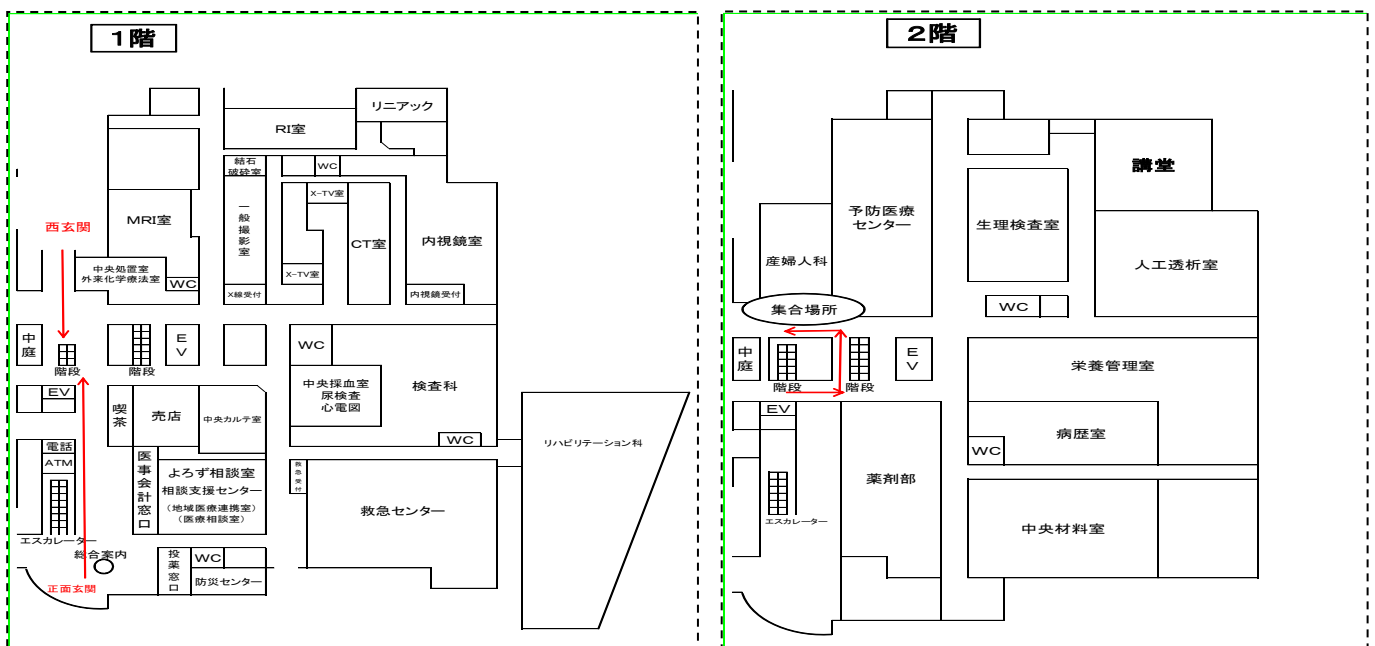 1階
リニアック
RI室
結石
破砕室
WC
X-TV室
一般撮影室
MRI室
西玄関
CT室
内視鏡室
中央処置室
外来化学療法室
WC
X-TV室
X線受付
内視鏡受付
中庭
階段
階段
EV
WC
中央採血室
尿検査
心電図
検査科
EV
喫茶
売店
中央カルテ室
WC
リハビリテーション科
電話
ATM
医事会計窓口
よろず相談室
相談支援センター
(地域医療連携室)
(医療相談室)
救急受付
救急センター
エスカレーター
総合案内
正面玄関
投薬窓口
WC
防災センター
2階
講堂
予防医療
センター
生理検査室
産婦人科
人工透析室
集合場所
WC
中庭
階段
階段
EV
栄養管理室
EV
病歴室
WC
薬剤部
エスカレーター
中央材料室